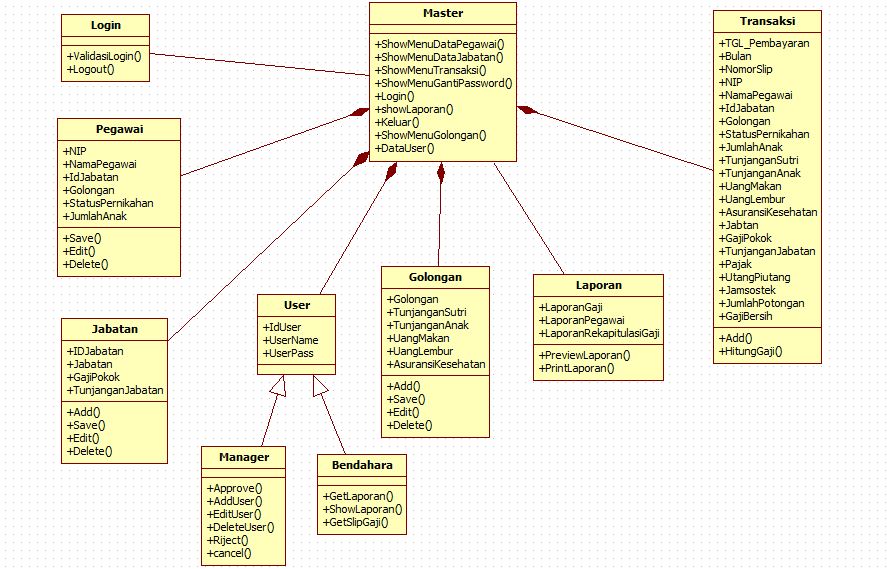 Login
+ValidasiLogin()
+Logout()
Master
+ShowMenuDataPegawai()
+ShowMenuDataJabatan()
+ShowMenuTransaksi()
+ShowMenuGantiPassword()
+Login()
+showLaporan()
+Keluar()
+ShowMenuGolongan()
+DataUser()
Transaksi
+TGL_Pembayaran
+Bulan
+NomorSlip
+NIP
+NamaPegawai
+IdJabatan
+Golongan
+StatusPernikahan
+JumlahAnak
+TunjanganSutri
+TunjanganAnak
+UangMakan
+UangLembur
+AsuransiKesehatan
+Jabtan
+GajiPokok
+TunjanganJabatan
+Pajak
+UtangPiutang
+Jamsostek
+JumlahPotongan
+GajiBersih
+Add()
+HitungGaji()
Pegawai
+NIP
+NamaPegawai
+IdJabatan
+Golongan
+StatusPernikahan
+JumlahAnak
+Save()
+Edit()
+Delete()
Jabatan
+IDJabatan
+Jabatan
+GajiPokok
+TunjanganJabatan
+Add()
+Save()
+Edit()
+Delete()
User
+IdUser
+UserName
+UserPass
Golongan
+Golongan
+TunjanganSutri
+TunjanganAnak
+UangMakan
+UangLembur
+AsuransiKesehatan
+Add()
+Save()
+Edit()
+Delete()
Laporan
+LaporanGaji
+LaporanPegawai
+LaporanRekapitulasiGaji
+PreviewLaporan()
+PrintLaporan()
Manager
+Approve()
+AddUser()
+EditUser()
+DeleteUser()
+Riject()
+cancel()
Bendahara
+GetLaporan()
+ShowLaporan()
+GetSlipGaji()